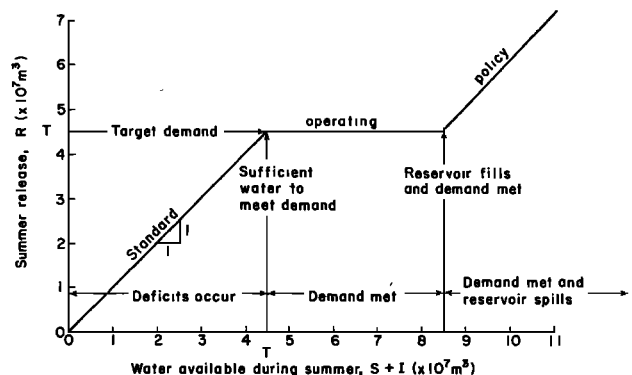 Summer release, R (x10⁷m³)
7
6
5
T
4
3
2
1
0
Target demand
operating
policy
Sufficient
water to
meet demand
Reservoir fills
and demand met
Standard
1
1
Deficits occur
Demand met
Demand met and
reservoir spills
0 1 2 3 4 5 6 7 8 9 10 11
T
Water available during summer, S + I (x10⁷m³)